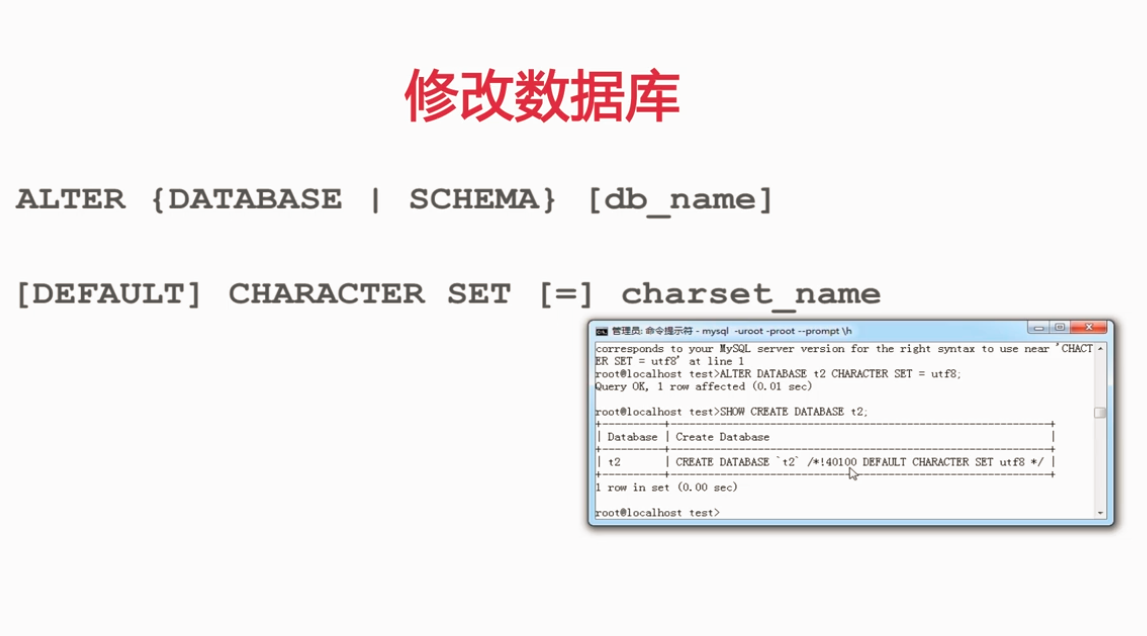 修改数据库
ALTER {DATABASE | SCHEMA} [db_name]
[DEFAULT] CHARACTER SET [=] charset_name
管理员: 命令提示符 - mysql -uroot -proot --prompt \h
corresponds to your MySQL server version for the right syntax to use near 'CHACT
ER SET = utf8' at line 1
root@localhost test>ALTER DATABASE t2 CHARACTER SET = utf8;
Query OK, 1 row affected (0.01 sec)
root@localhost test>SHOW CREATE DATABASE t2;
| Database | Create Database |
| t2 | CREATE DATABASE `t2` /*!40100 DEFAULT CHARACTER SET utf8 */ |
1 row in set (0.00 sec)
root@localhost test>